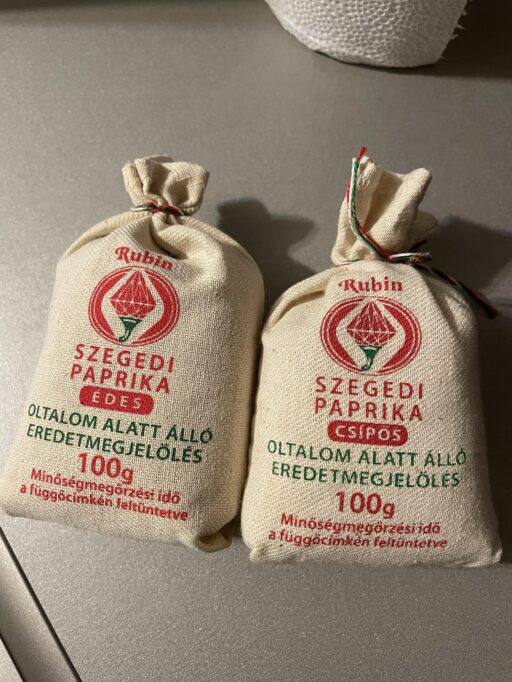 Rubin
SZEGEDI
PAPRIKA
ÉDES
OLTALOM ALATT ÁLLÓ
EREDETMEGJELÖLÉS
100g
Minőségmegőrzési idő
a függőcímkén feltüntetve
Rubin
SZEGEDI
PAPRIKA
CSÍPŐS
OLTALOM ALATT ÁLLÓ
EREDETMEGJELÖLÉS
100g
Minőségmegőrzési idő
a függőcímkén feltüntetve